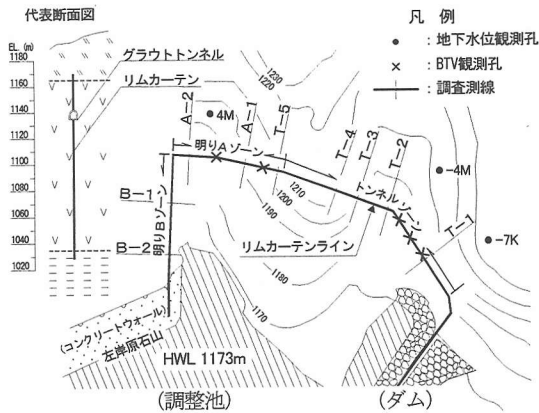 代表断面図
EL. (m)
1180
1160
1140
1120
1100
1080
1060
1040
1020
グラウトトンネル
リムカーテン
凡 例
● : 地下水位観測孔
× : BTV観測孔
: 調査測線
1230
1220
A-2
4M
A-1
T-5
T-4
T-3
T-2
-4M
明りAゾーン
B-1
明りBゾーン
1210
1200
1190
トンネルゾーン
T-1
-7K
B-2
リムカーテンライン
1180
1170
(コンクリートウォール)
左岸原石山
HWL 1173m
(調整池)
(ダム)